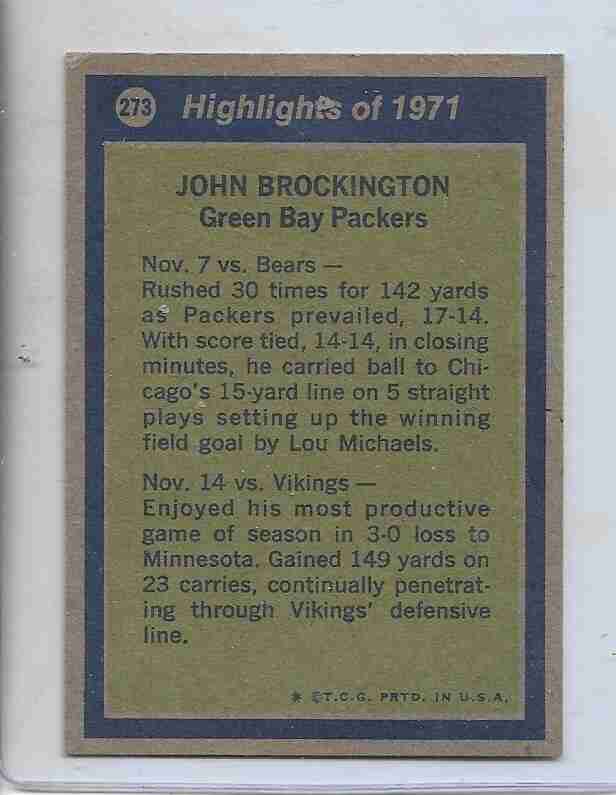 273 Highlights of 1971
JOHN BROCKINGTON
Green Bay Packers
Nov. 7 vs. Bears —
Rushed 30 times for 142 yards
as Packers prevailed, 17-14.
With score tied, 14-14, in closing
minutes, he carried ball to Chi-
cago's 15-yard line on 5 straight
plays setting up the winning
field goal by Lou Michaels.
Nov. 14 vs. Vikings —
Enjoyed his most productive
game of season in 3-0 loss to
Minnesota. Gained 149 yards on
23 carries, continually penetrat-
ing through Vikings' defensive
line.
* ©T.C.G. PRTD. IN U.S.A.